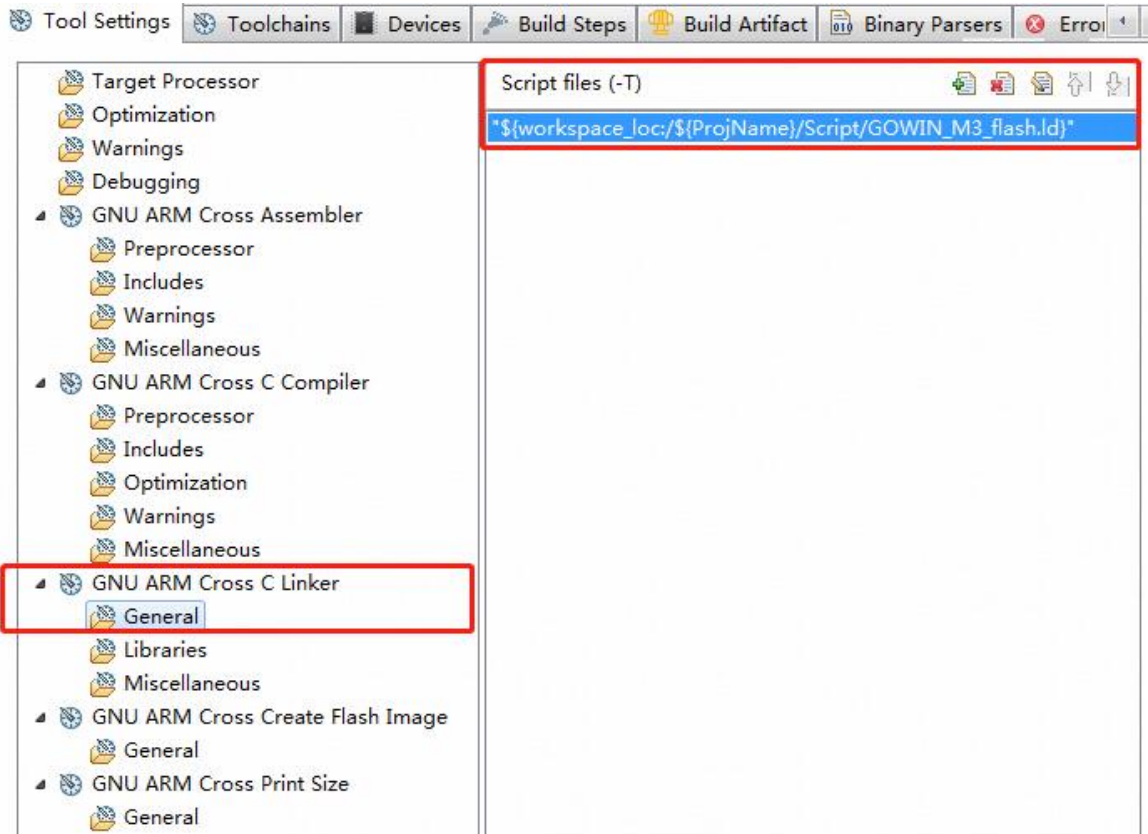 Tool Settings Toolchains Devices Build Steps Build Artifact Binary Parsers Error
Target Processor
Optimization
Warnings
Debugging
GNU ARM Cross Assembler
Preprocessor
Includes
Warnings
Miscellaneous
GNU ARM Cross C Compiler
Preprocessor
Includes
Optimization
Warnings
Miscellaneous
GNU ARM Cross C Linker
General
Libraries
Miscellaneous
GNU ARM Cross Create Flash Image
General
GNU ARM Cross Print Size
General
Script files (-T)
"${workspace_loc:/${ProjName}/Script/GOWIN_M3_flash.ld}"